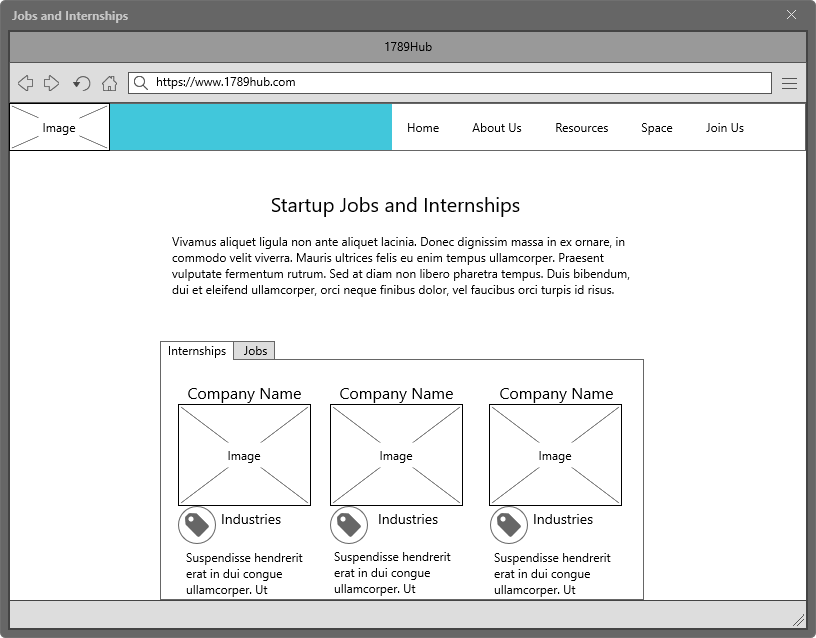 Jobs and Internships
1789Hub
https://www.1789hub.com
Image
Home About Us Resources Space Join Us
Startup Jobs and Internships
Vivamus aliquet ligula non ante aliquet lacinia. Donec dignissim massa in ex ornare, in
commodo velit viverra. Mauris ultrices felis eu enim tempus ullamcorper. Praesent
vulputate fermentum rutrum. Sed at diam non libero pharetra tempus. Duis bibendum,
dui et eleifend ullamcorper, orci neque finibus dolor, vel faucibus orci turpis id risus.
Internships Jobs
Company Name
Image
Industries
Suspendisse hendrerit
erat in dui congue
ullamcorper. Ut
Company Name
Image
Industries
Suspendisse hendrerit
erat in dui congue
ullamcorper. Ut
Company Name
Image
Industries
Suspendisse hendrerit
erat in dui congue
ullamcorper. Ut